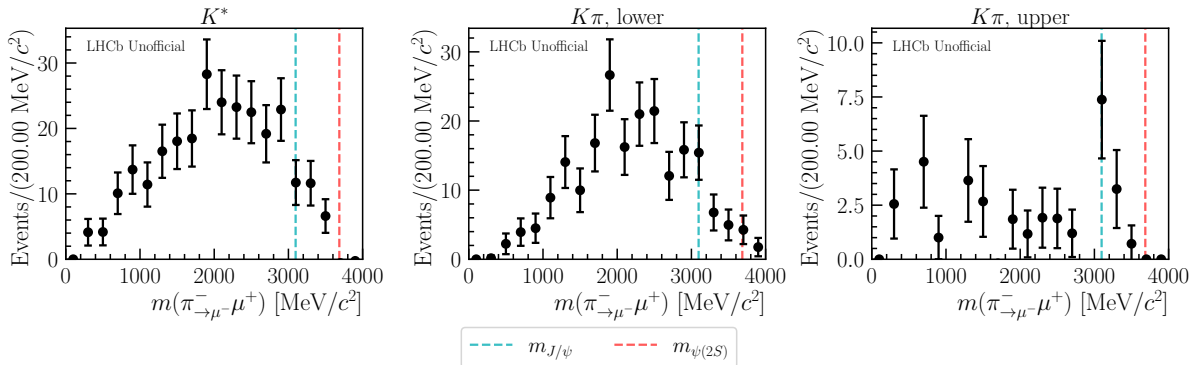 K*
LHCb Unofficial
Events/(200.00 MeV/c²)
0
10
20
30
0 1000 2000 3000 4000
m(π⁻→μ⁻ μ⁺) [MeV/c²]
Kπ, lower
LHCb Unofficial
Events/(200.00 MeV/c²)
0
10
20
30
0 1000 2000 3000 4000
m(π⁻→μ⁻ μ⁺) [MeV/c²]
Kπ, upper
LHCb Unofficial
Events/(200.00 MeV/c²)
0.0
2.5
5.0
7.5
10.0
0 1000 2000 3000 4000
m(π⁻→μ⁻ μ⁺) [MeV/c²]
m_J/ψ m_ψ(2S)